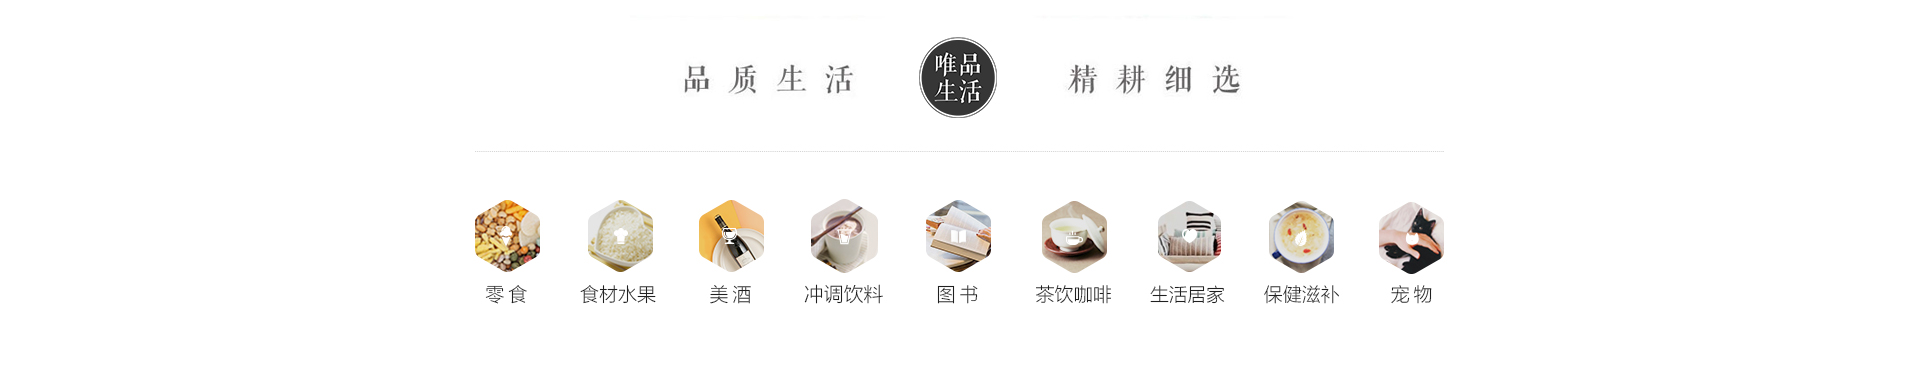 品质生活
唯品
生活
精耕细选
零食
食材水果
美酒
冲调饮料
图书
茶饮咖啡
生活居家
保健滋补
宠物